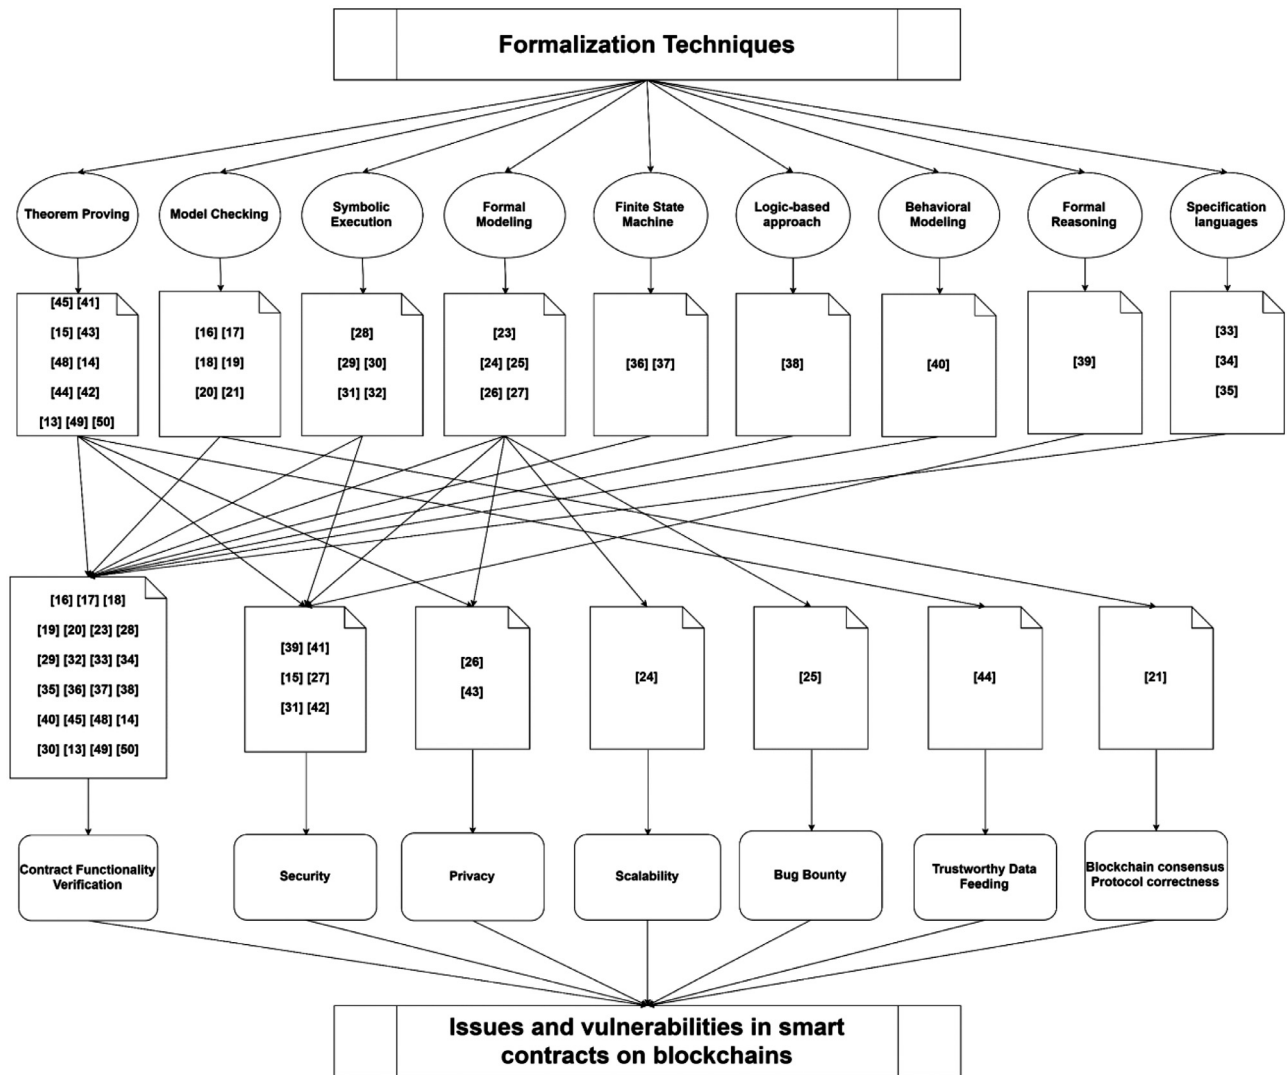 Formalization Techniques
Theorem Proving
Model Checking
Symbolic
Execution
Formal
Modeling
Finite State
Machine
Logic-based
approach
Behavioral
Modeling
Formal
Reasoning
Specification
languages
[45] [41]
[15] [43]
[48] [14]
[44] [42]
[13] [49] [50]
[16] [17]
[18] [19]
[20] [21]
[28]
[29] [30]
[31] [32]
[23]
[24] [25]
[26] [27]
[36] [37]
[38]
[40]
[39]
[33]
[34]
[35]
[16] [17] [18]
[19] [20] [23] [28]
[29] [32] [33] [34]
[35] [36] [37] [38]
[40] [45] [48] [14]
[30] [13] [49] [50]
[39] [41]
[15] [27]
[31] [42]
[26]
[43]
[24]
[25]
[44]
[21]
Contract Functionality
Verification
Security
Privacy
Scalability
Bug Bounty
Trustworthy Data
Feeding
Blockchain consensus
Protocol correctness
Issues and vulnerabilities in smart
contracts on blockchains